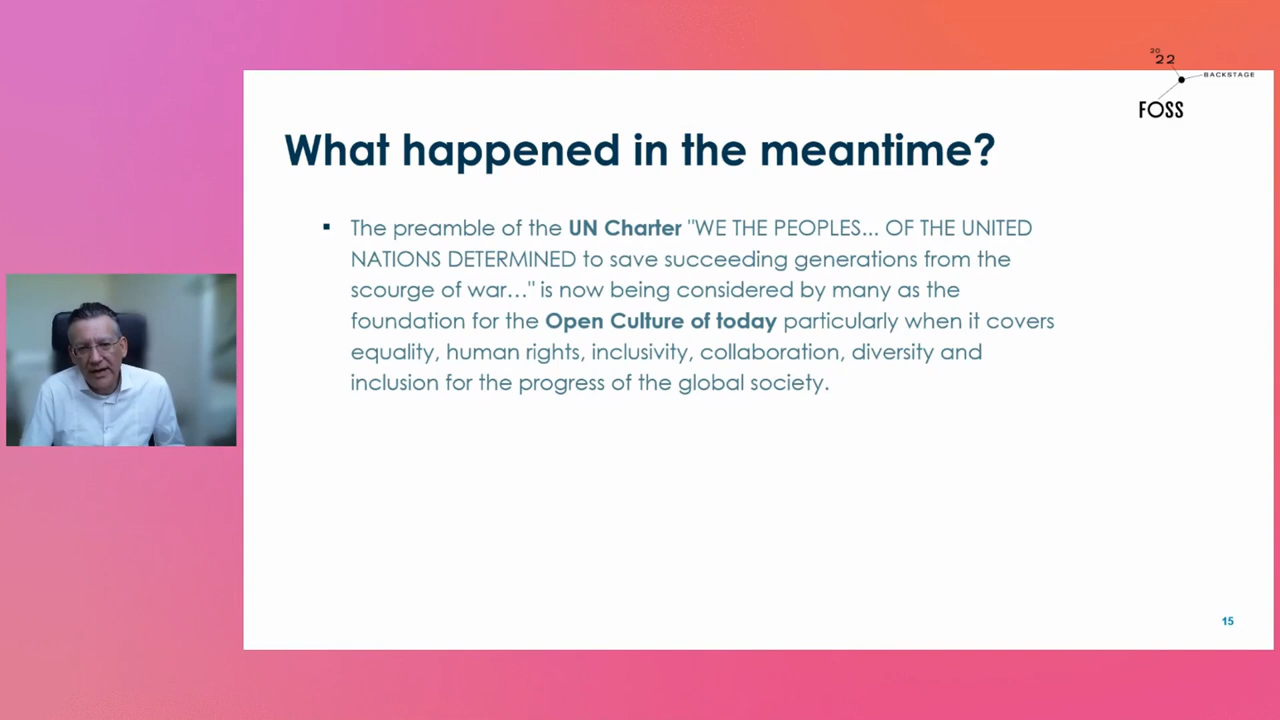 20
22
BACKSTAGE
FOSS
What happened in the meantime?
▪ The preamble of the UN Charter "WE THE PEOPLES... OF THE UNITED
NATIONS DETERMINED to save succeeding generations from the
scourge of war…" is now being considered by many as the
foundation for the Open Culture of today particularly when it covers
equality, human rights, inclusivity, collaboration, diversity and
inclusion for the progress of the global society.
15